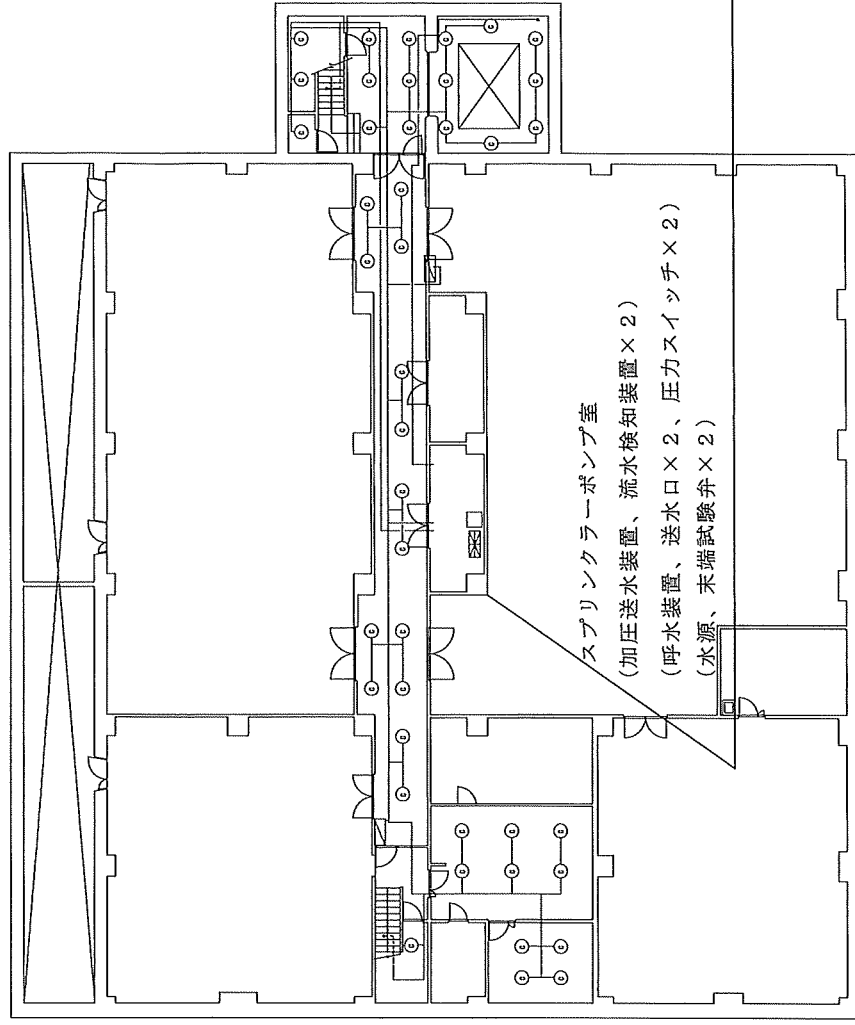 スプリンクラーポンプ室
(加圧送水装置、流水検知装置×2)
(呼水装置、送水口×2、圧力スイッチ×2)
(水源、末端試験弁×2)